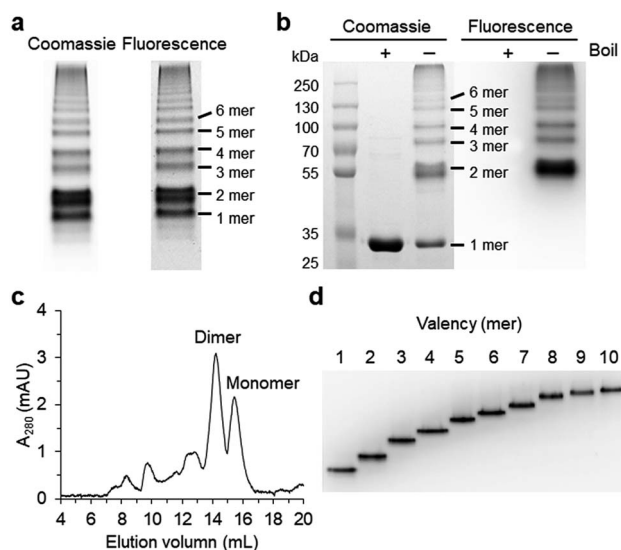 a
Coomassie Fluorescence
6 mer
5 mer
4 mer
3 mer
2 mer
1 mer
b
Coomassie Fluorescence
kDa + − + − Boil
250
130
100
70
55
35
25
6 mer
5 mer
4 mer
3 mer
2 mer
1 mer
c
A280 (mAU)
4
3
2
1
0
Dimer
Monomer
4 6 8 10 12 14 16 18 20
Elution volumn (mL)
d
Valency (mer)
1 2 3 4 5 6 7 8 9 10